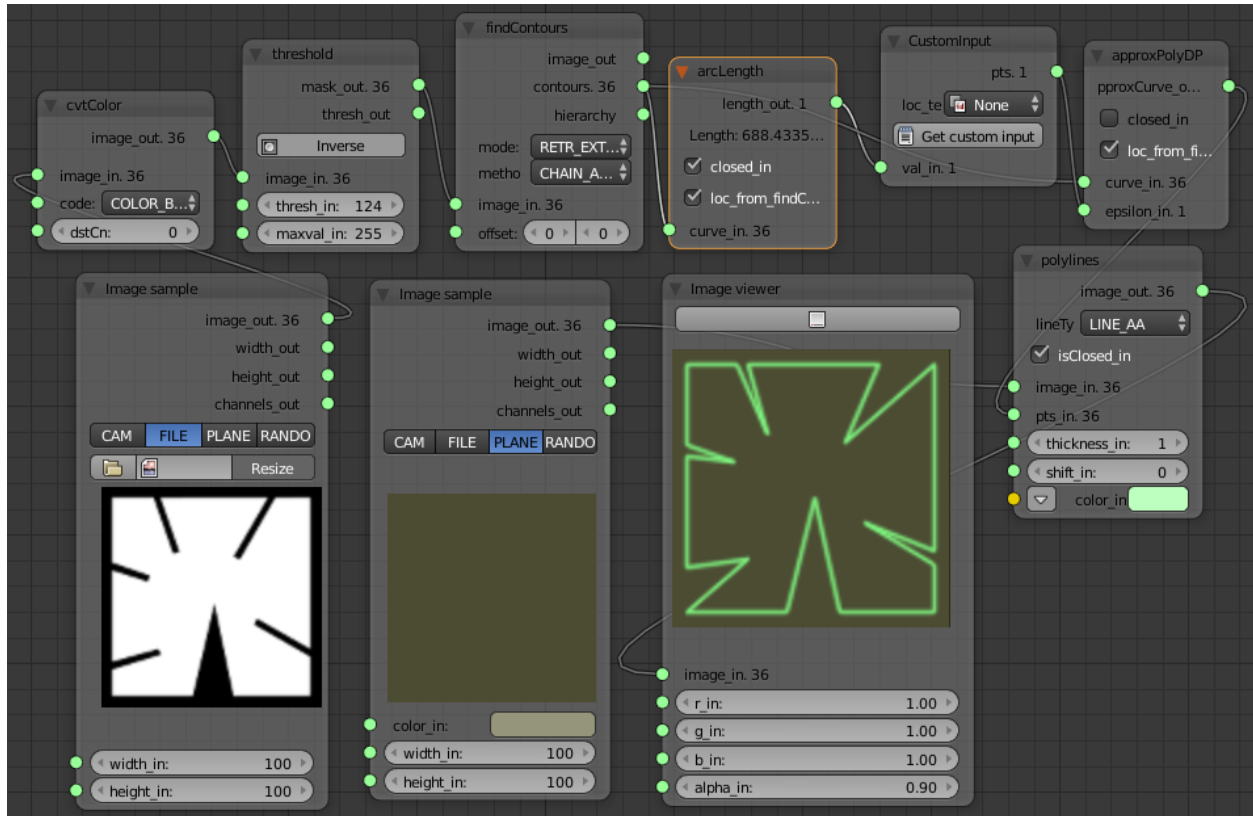 cvtColor
image_out. 36
image_in. 36
code: COLOR_B...
dstCn: 0
threshold
mask_out. 36
thresh_out
Inverse
image_in. 36
thresh_in: 124
maxval_in: 255
findContours
image_out
contours. 36
hierarchy
mode: RETR_EXT...
metho CHAIN_A...
image_in. 36
offset: 0 0
arcLength
length_out. 1
Length: 688.4335...
closed_in
loc_from_findC...
curve_in. 36
CustomInput
pts. 1
loc_te None
Get custom input
val_in. 1
approxPolyDP
pproxCurve_o...
closed_in
loc_from_fi...
curve_in. 36
epsilon_in. 1
Image sample
image_out. 36
width_out
height_out
channels_out
CAM FILE PLANE RANDO
Resize
width_in: 100
height_in: 100
Image sample
image_out. 36
width_out
height_out
channels_out
CAM FILE PLANE RANDO
color_in:
width_in: 100
height_in: 100
Image viewer
image_in. 36
r_in: 1.00
g_in: 1.00
b_in: 1.00
alpha_in: 0.90
polylines
image_out. 36
lineTy LINE_AA
isClosed_in
image_in. 36
pts_in. 36
thickness_in: 1
shift_in: 0
color_in